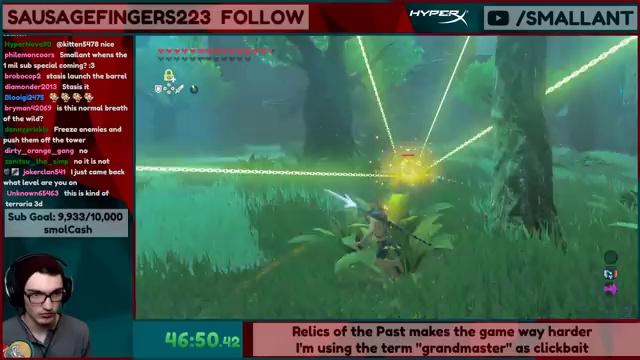 SAUSAGEFINGERS223 FOLLOW
HYPERX
/SMALLANT
HyperNova90 @kitten5478 nice
philemoncoors Smallant whens the
1 mil sub special coming? :3
brobocop2 stasis launch the barrel
diamonder2013 Stasis it
Blooigi2475
bryman42069 is this normal breath
of the wild?
dannyprickle Freeze enemies and
push them off the tower
dirty_orange_gang no
zanitsu_the_simp no it is not
jokerclan541 I just came back
what level are you on
Unknown65463 this is kind of
terraria 3d
Sub Goal: 9,933/10,000
smolCash
46:50.42
Relics of the Past makes the game way harder
I'm using the term "grandmaster" as clickbait